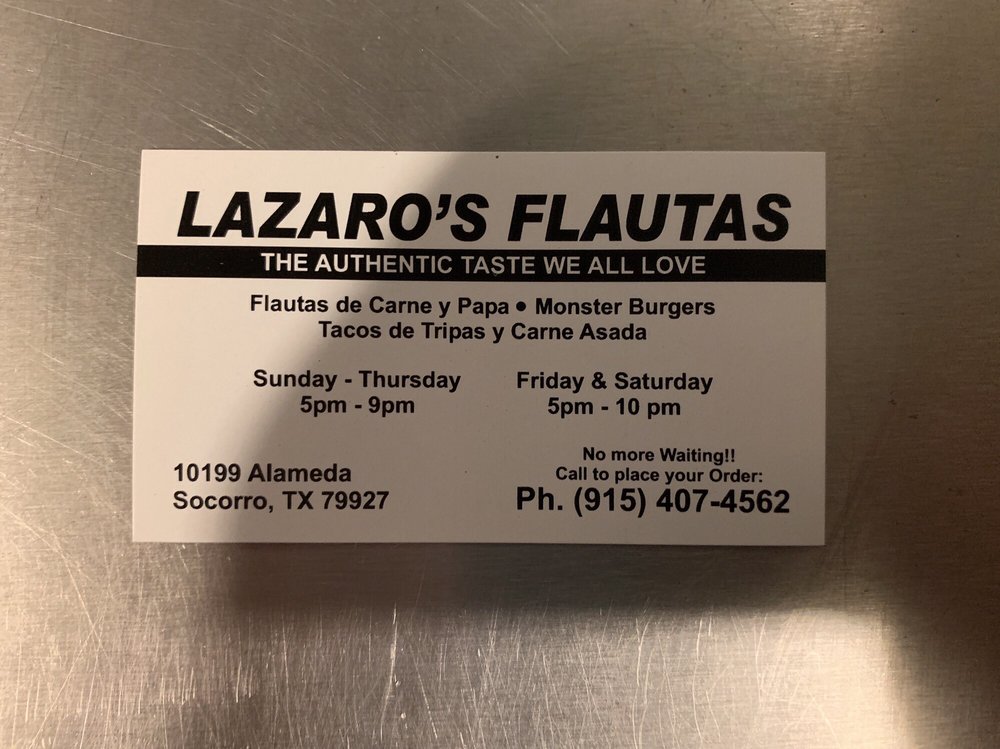 LAZARO'S FLAUTAS
THE AUTHENTIC TASTE WE ALL LOVE
Flautas de Carne y Papa • Monster Burgers
Tacos de Tripas y Carne Asada
Sunday - Thursday
5pm - 9pm
Friday & Saturday
5pm - 10 pm
10199 Alameda
Socorro, TX 79927
No more Waiting!!
Call to place your Order:
Ph. (915) 407-4562